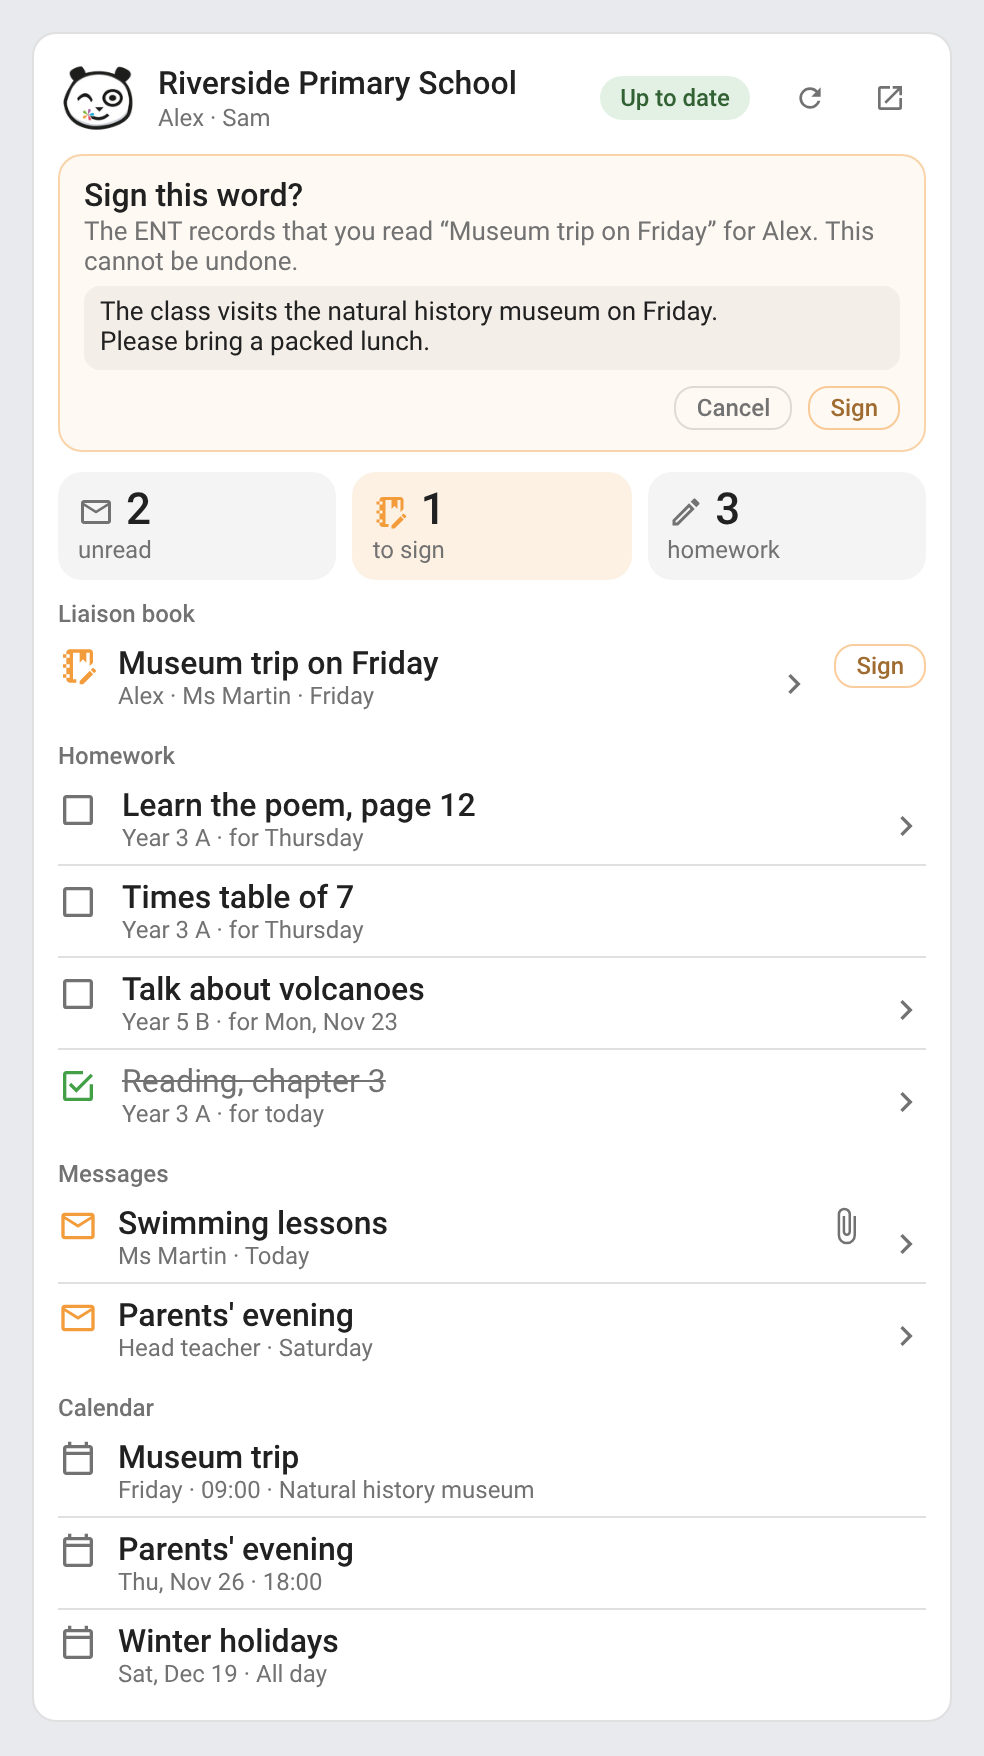 Riverside Primary School
Alex · Sam
Up to date
Sign this word?
The ENT records that you read “Museum trip on Friday” for Alex. This
cannot be undone.
The class visits the natural history museum on Friday.
Please bring a packed lunch.
Cancel
Sign
2
unread
1
to sign
3
homework
Liaison book
Museum trip on Friday
Alex · Ms Martin · Friday
Sign
Homework
Learn the poem, page 12
Year 3 A · for Thursday
Times table of 7
Year 3 A · for Thursday
Talk about volcanoes
Year 5 B · for Mon, Nov 23
Reading, chapter 3
Year 3 A · for today
Messages
Swimming lessons
Ms Martin · Today
Parents' evening
Head teacher · Saturday
Calendar
Museum trip
Friday · 09:00 · Natural history museum
Parents' evening
Thu, Nov 26 · 18:00
Winter holidays
Sat, Dec 19 · All day